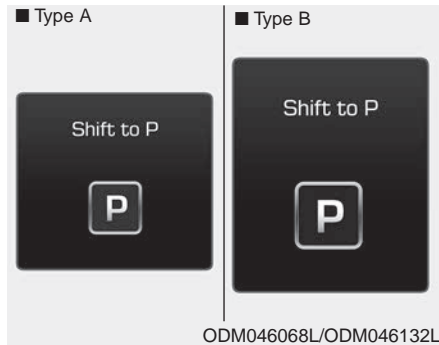 ■ Type A
Shift to P
P
■ Type B
Shift to P
P
ODM046068L/ODM046132L